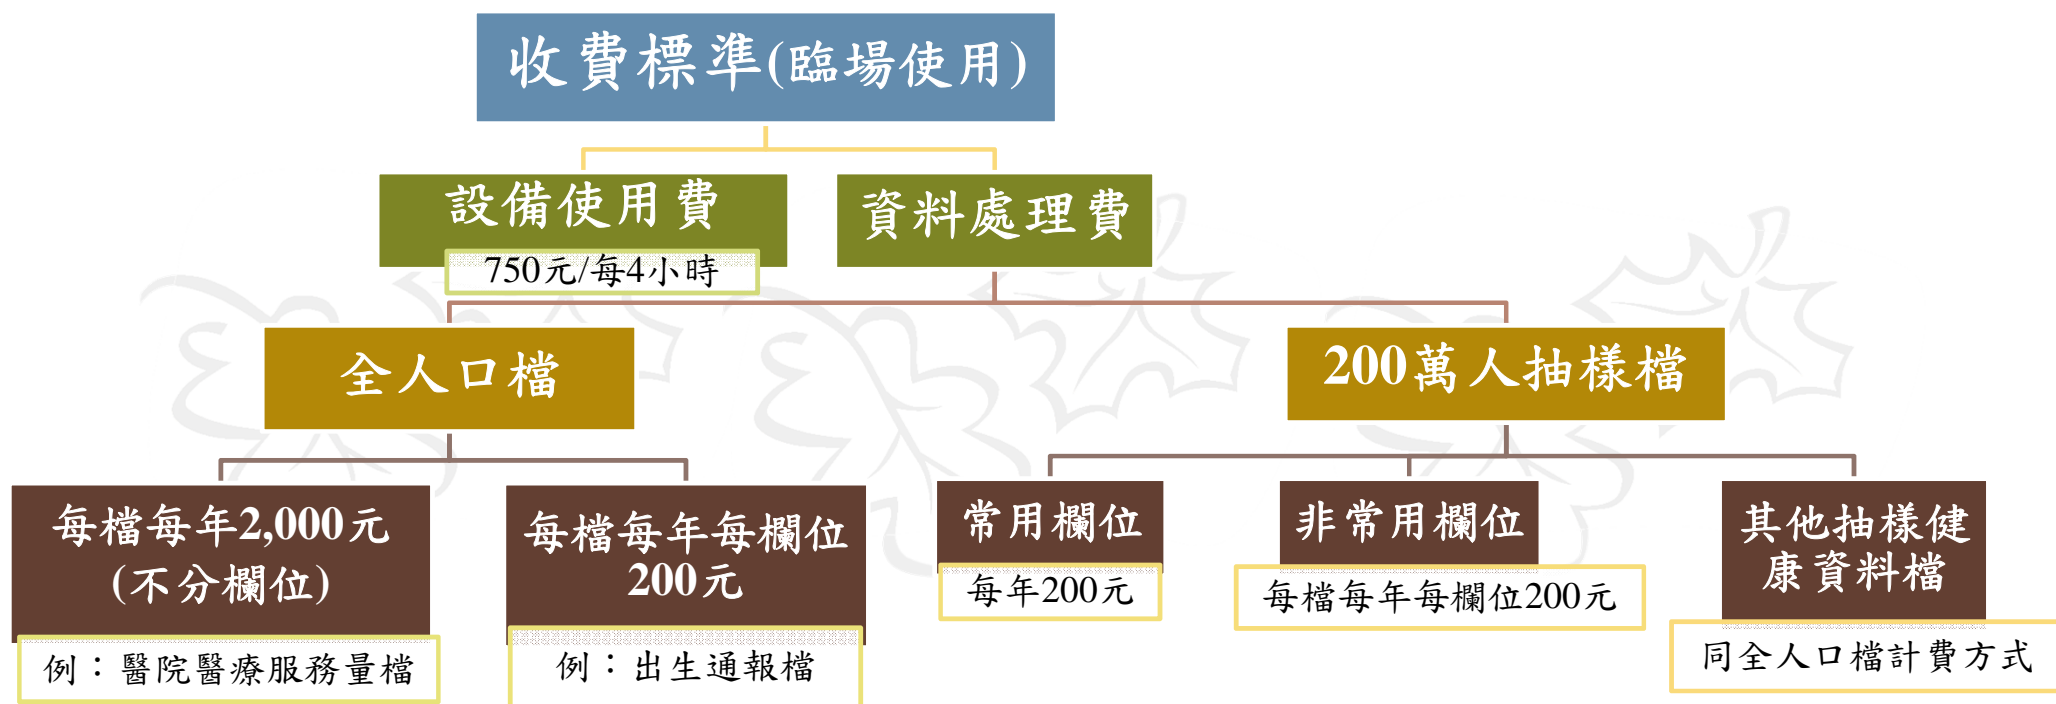 收費標準(臨場使用)
設備使用費
750元/每4小時
資料處理費
全人口檔
200萬人抽樣檔
每檔每年2,000元
(不分欄位)
例：醫院醫療服務量檔
每檔每年每欄位
200元
例：出生通報檔
常用欄位
每年200元
非常用欄位
每檔每年每欄位200元
其他抽樣健
康資料檔
同全人口檔計費方式